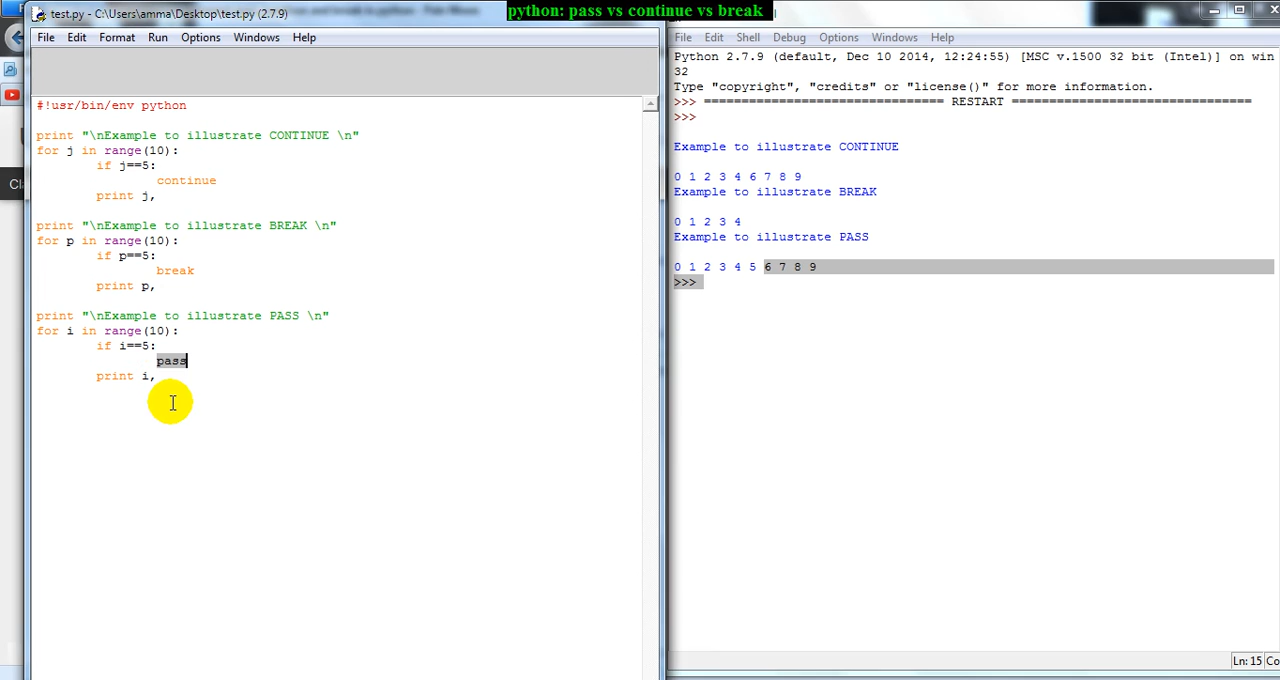 python: pass vs continue vs break
test.py - C:\Users\amma\Desktop\test.py (2.7.9)
File Edit Format Run Options Windows Help
#!usr/bin/env python
print "\nExample to illustrate CONTINUE \n"
for j in range(10):
if j==5:
continue
print j,
print "\nExample to illustrate BREAK \n"
for p in range(10):
if p==5:
break
print p,
print "\nExample to illustrate PASS \n"
for i in range(10):
if i==5:
pass
print i,
File Edit Shell Debug Options Windows Help
Python 2.7.9 (default, Dec 10 2014, 12:24:55) [MSC v.1500 32 bit (Intel)] on win
32
Type "copyright", "credits" or "license()" for more information.
>>> ================================ RESTART ================================
>>>
Example to illustrate CONTINUE
0 1 2 3 4 6 7 8 9
Example to illustrate BREAK
0 1 2 3 4
Example to illustrate PASS
0 1 2 3 4 5 6 7 8 9
>>>
Ln: 15 Co